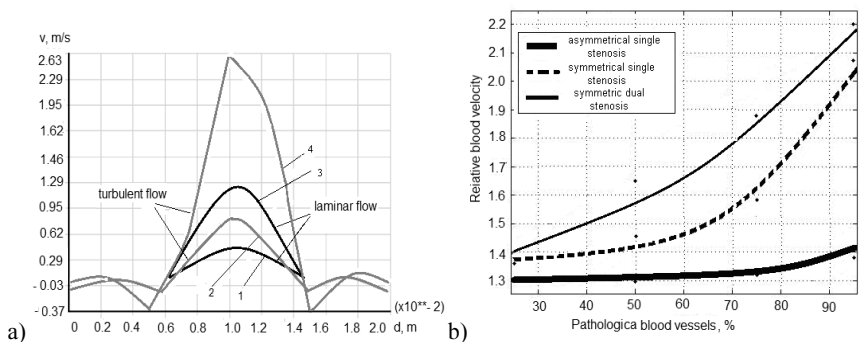 v, m/s
2.63
2.29
1.95
1.62
1.46
1.29
0.95
0.62
0.29
- 0.03
- 0.37
turbulent flow
laminar flow
4
3
2
1
0 0.2 0.4 0.6 0.8 1.0 1.2 1.4 1.6 1.8 2.0
(x10**- 2)
d, m
a)
Relative blood velocity
2.2
2.1
2.0
1.9
1.8
1.7
1.6
1.5
1.4
1.3
asymmetrical single
stenosis
symmetrical single
stenosis
symmetric dual
stenosis
30 40 50 60 70 80 90
Pathologica blood vessels, %
b)